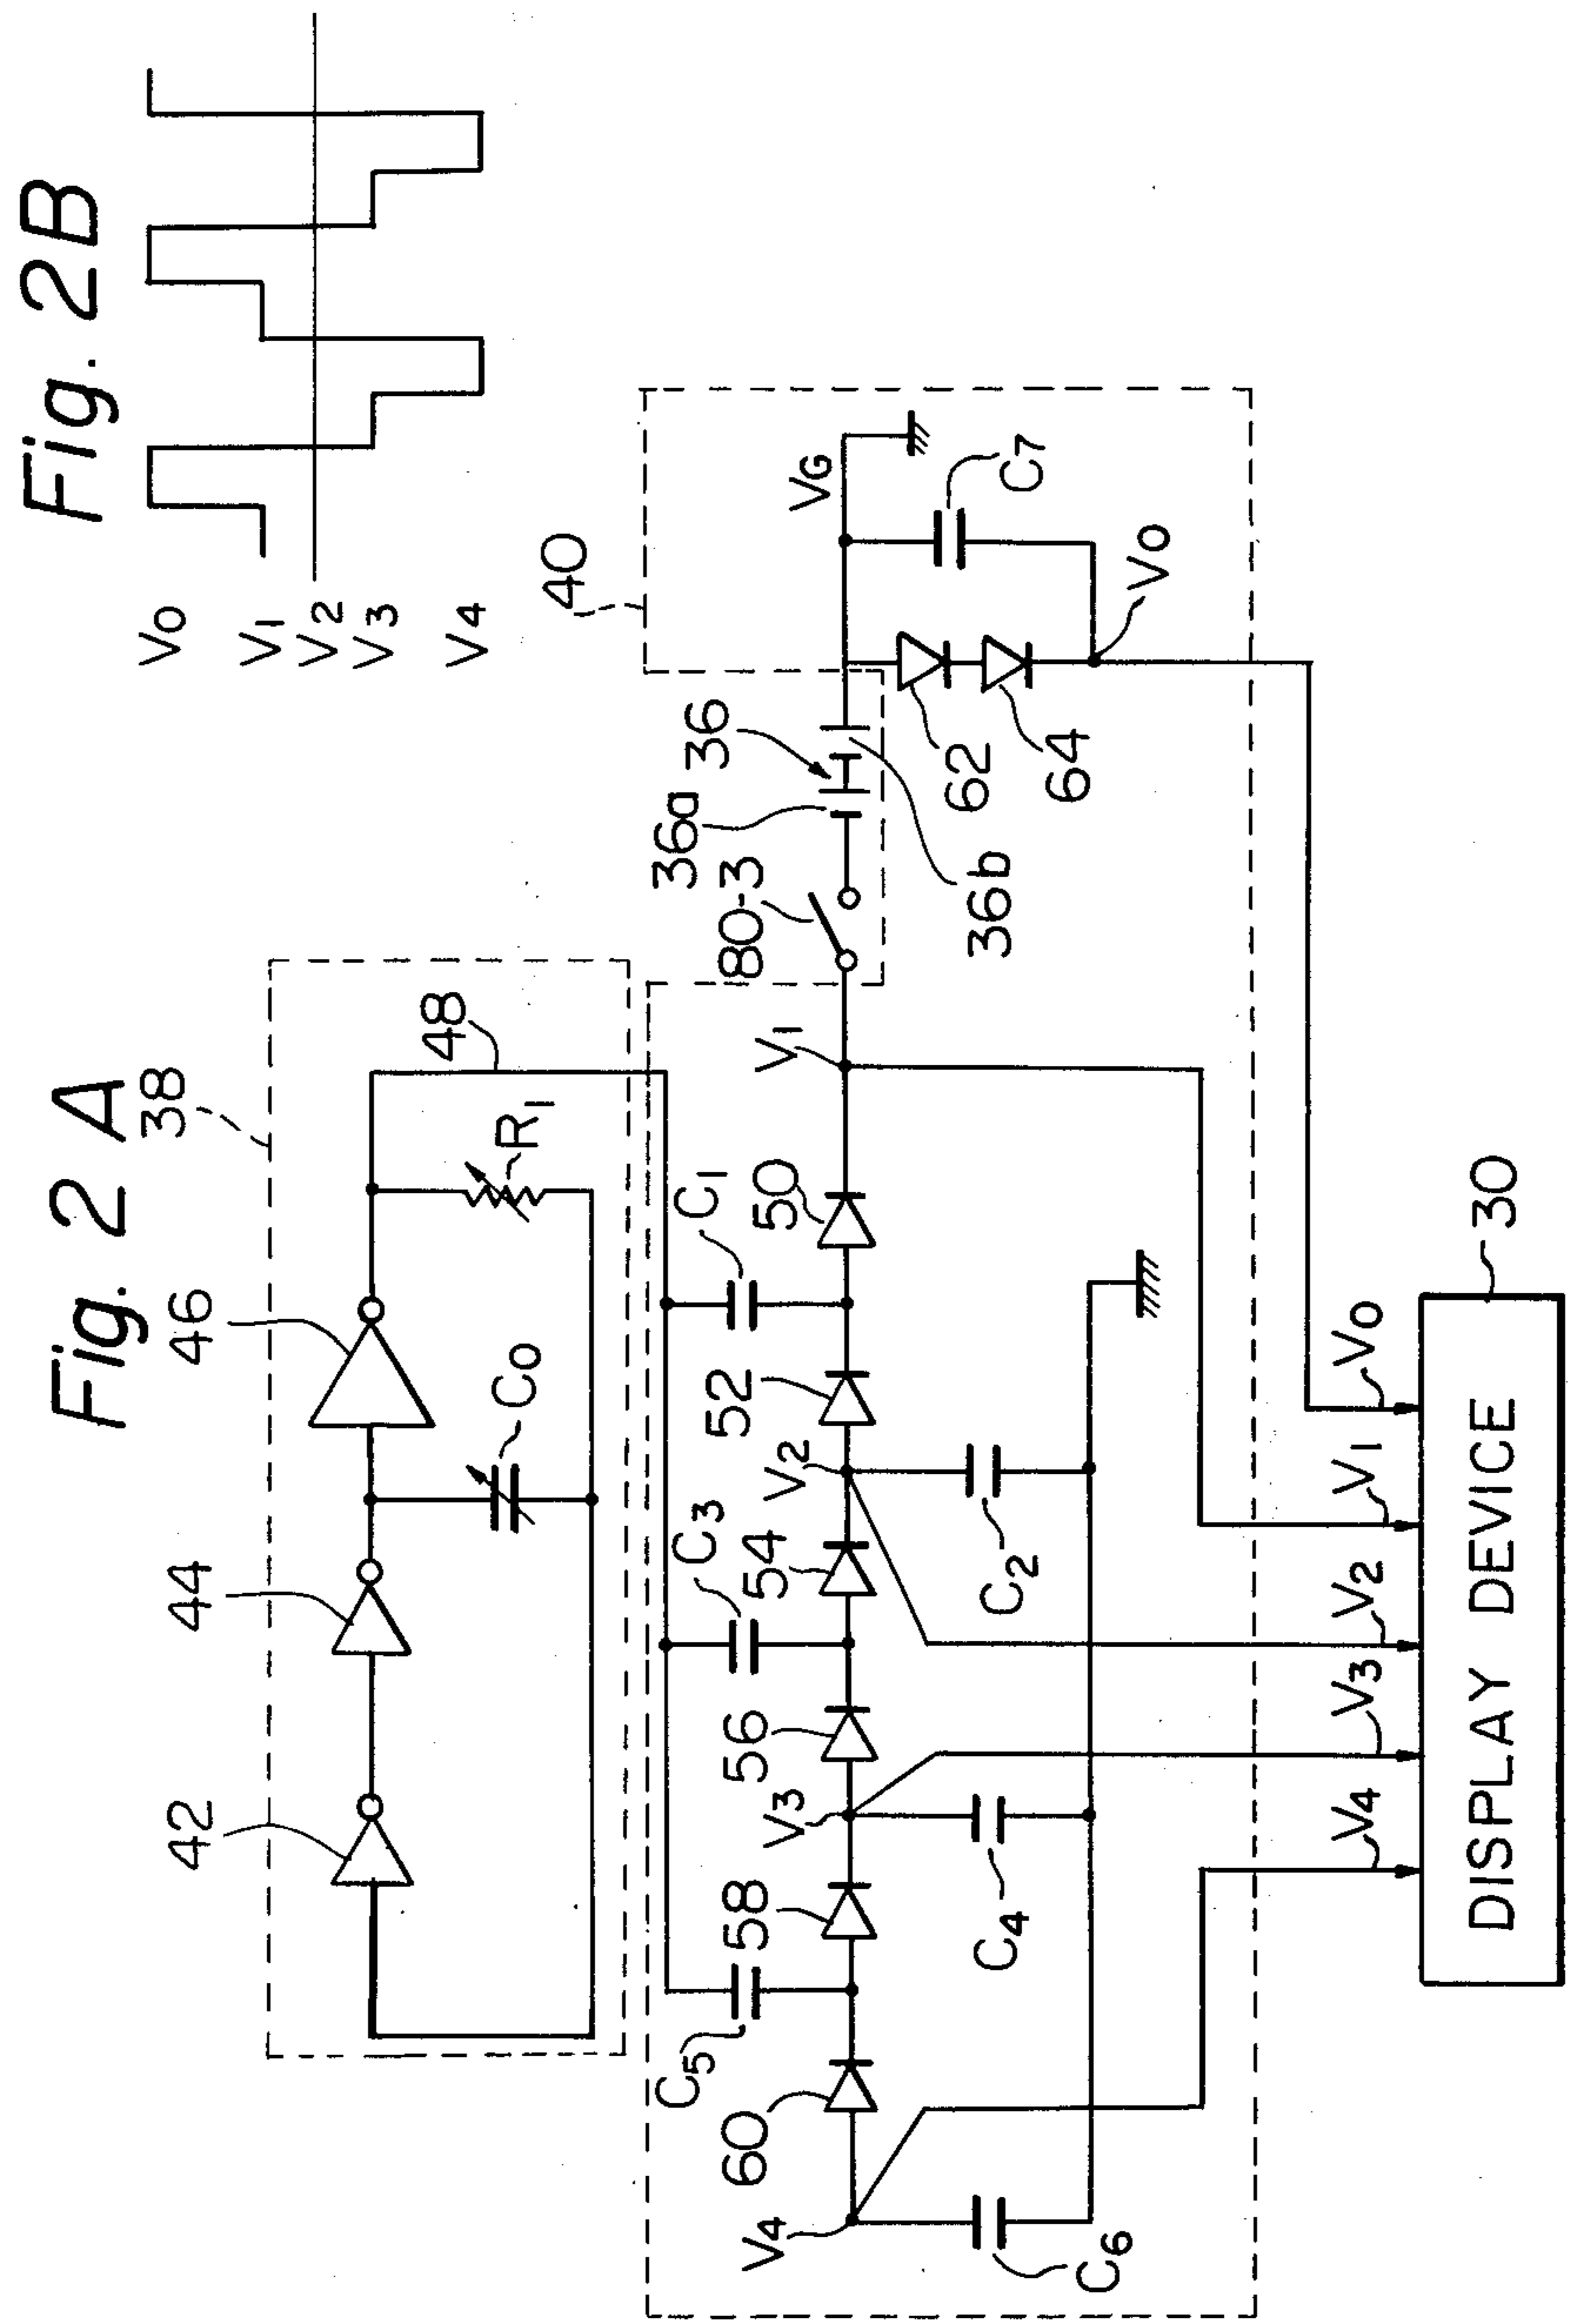 Fig. 2A
Fig. 2B
38
42
44
46
C0
R1
48
V0
V1
V2
V3
V4
40
C5
C3
C1
60
58
56
54
52
50
V4
V3
V2
V1
80-3
36a
36
36b
VG
C6
C4
C2
62
64
C7
V0
V4
V3
V2
V1
V0
DISPLAY DEVICE
30